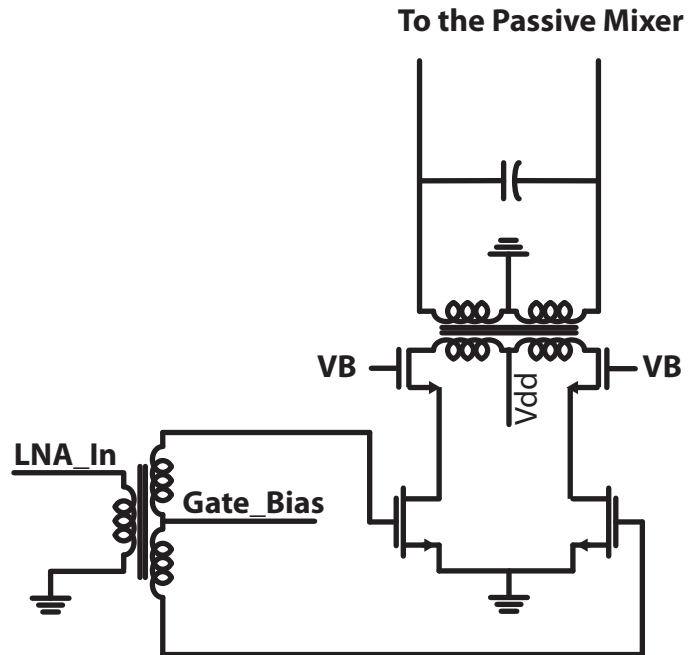 To the Passive Mixer
VB
VB
Vdd
LNA_In
Gate_Bias